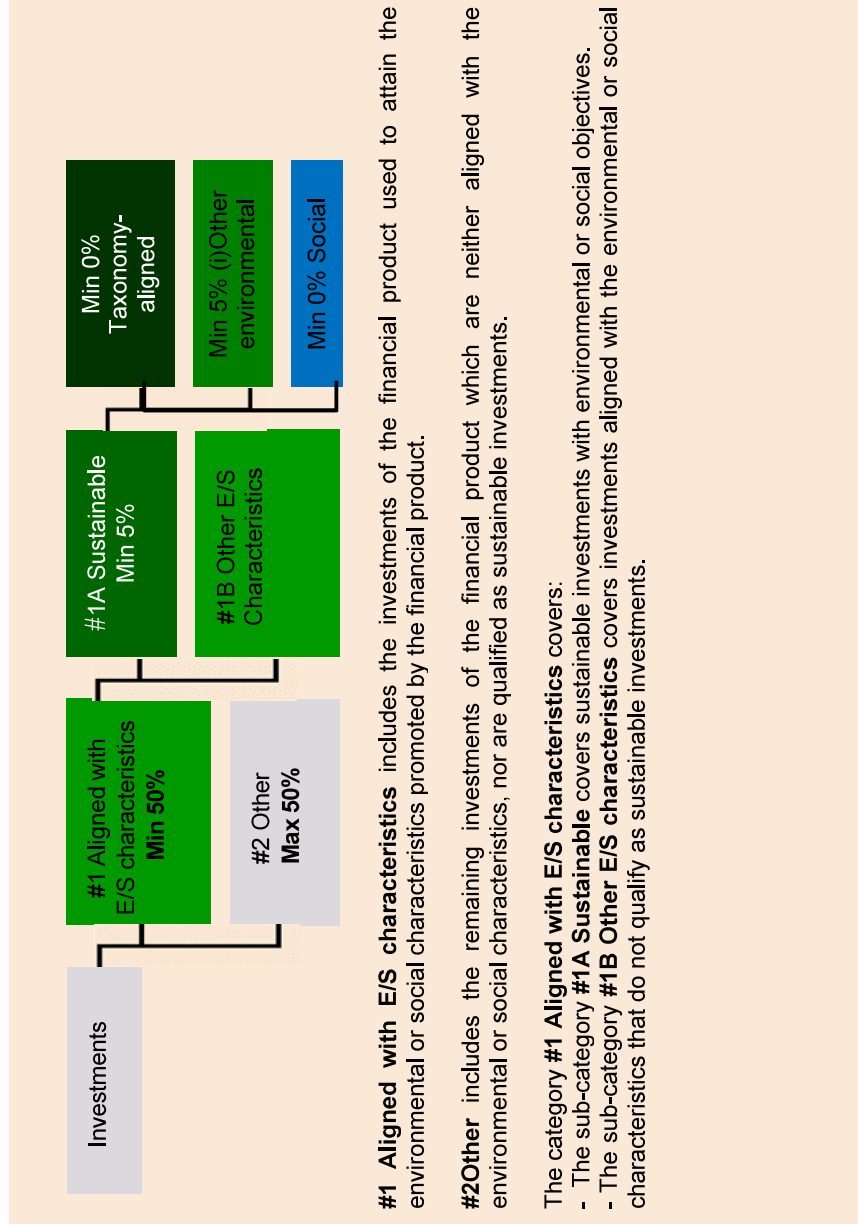 Investments
#1 Aligned with
E/S characteristics
Min 50%
#2 Other
Max 50%
#1A Sustainable
Min 5%
#1B Other E/S
Characteristics
Min 0%
Taxonomy-
aligned
Min 5% (i)Other
environmental
Min 0% Social
#1 Aligned with E/S characteristics includes the investments of the financial product used to attain the
environmental or social characteristics promoted by the financial product.
#2Other includes the remaining investments of the financial product which are neither aligned with the
environmental or social characteristics, nor are qualified as sustainable investments.
The category #1 Aligned with E/S characteristics covers:
- The sub-category #1A Sustainable covers sustainable investments with environmental or social objectives.
- The sub-category #1B Other E/S characteristics covers investments aligned with the environmental or social
characteristics that do not qualify as sustainable investments.